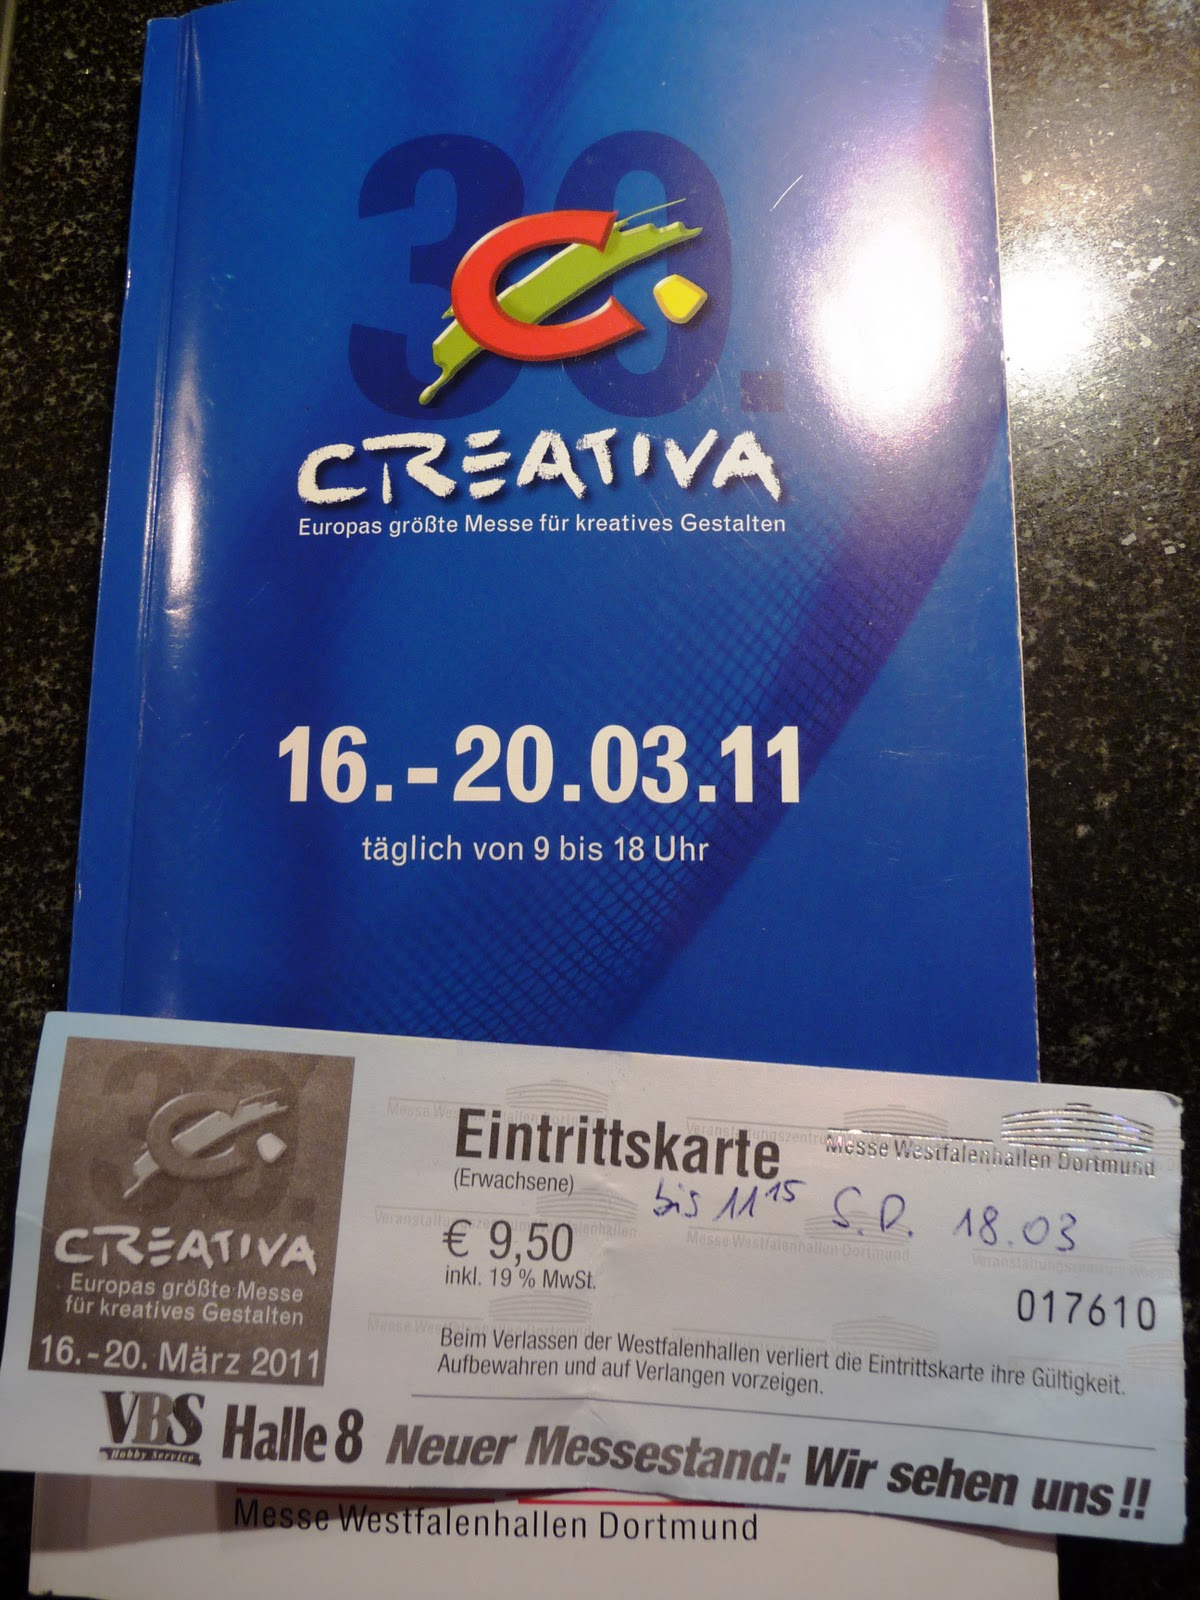 30.
C.
CREATIVA
Europas größte Messe für kreatives Gestalten
16.-20.03.11
täglich von 9 bis 18 Uhr
30.
C.
CREATIVA
Europas größte Messe
für kreatives Gestalten
16.-20. März 2011
Eintrittskarte
(Erwachsene)
€ 9,50
inkl. 19 % MwSt.
Messe Westfalenhallen Dortmund
bis 11 15 S.D. 18.03
017610
Beim Verlassen der Westfalenhallen verliert die Eintrittskarte ihre Gültigkeit.
Aufbewahren und auf Verlangen vorzeigen.
VBS
Hobby Service
Halle 8 Neuer Messestand: Wir sehen uns!!
Messe Westfalenhallen Dortmund